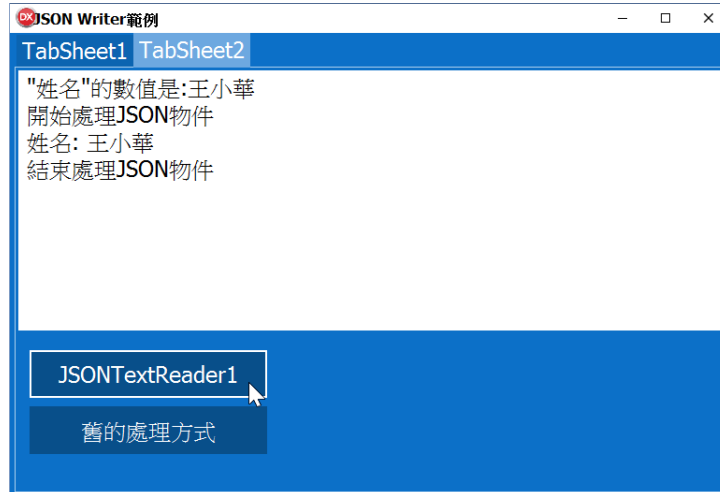 DX JSON Writer範例
TabSheet1 TabSheet2
"姓名"的數值是:王小華
開始處理JSON物件
姓名: 王小華
結束處理JSON物件
JSONTextReader1
舊的處理方式